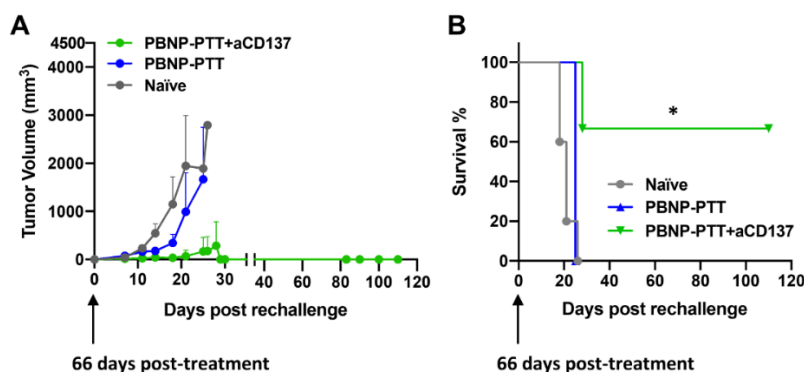 A
PBNP-PTT+aCD137
PBNP-PTT
Naïve
Tumor Volume (mm³)
4500
4000
3000
2000
1000
0
0 10 20 30 40 60 80 100 120
Days post rechallenge
66 days post-treatment
B
Survival %
100
80
60
40
20
0
*
Naïve
PBNP-PTT
PBNP-PTT+aCD137
0 20 40 60 80 100 120
Days post rechallenge
66 days post-treatment